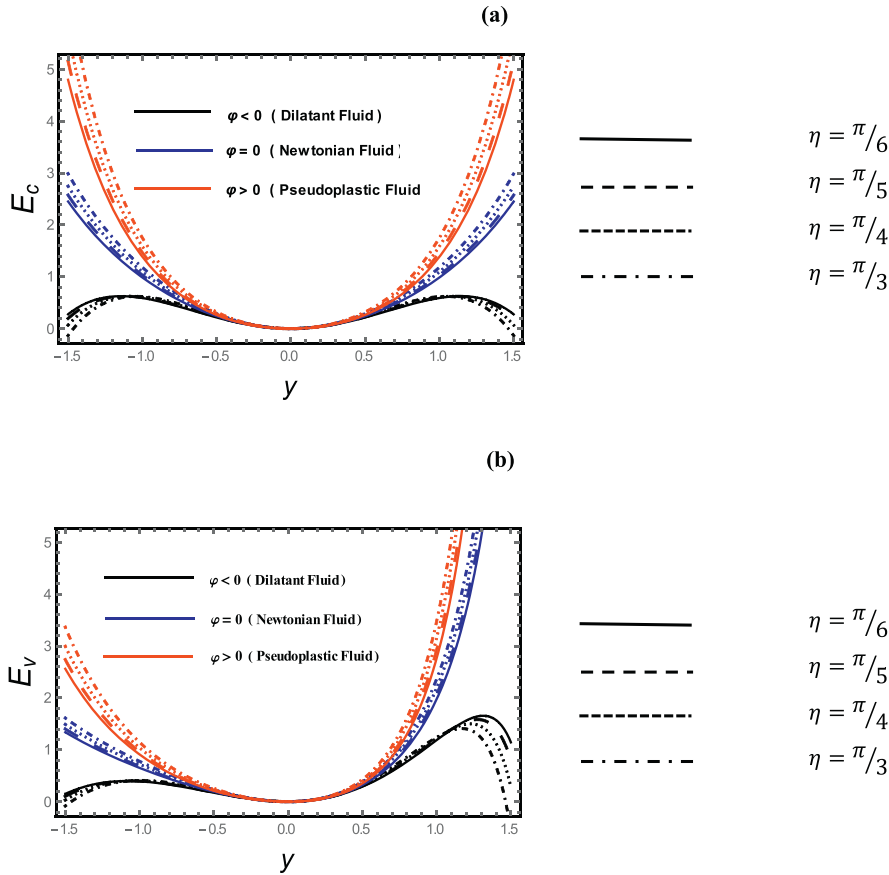 (a)
5
4
3
2
1
0
E_c
φ < 0 ( Dilatant Fluid )
φ = 0 ( Newtonian Fluid )
φ > 0 ( Pseudoplastic Fluid
−1.5 −1.0 −0.5 0.0 0.5 1.0 1.5
y
η = π/6
η = π/5
η = π/4
η = π/3
(b)
5
4
3
2
1
0
E_v
φ < 0 ( Dilatant Fluid )
φ = 0 ( Newtonian Fluid )
φ > 0 ( Pseudoplastic Fluid )
−1.5 −1.0 −0.5 0.0 0.5 1.0 1.5
y
η = π/6
η = π/5
η = π/4
η = π/3